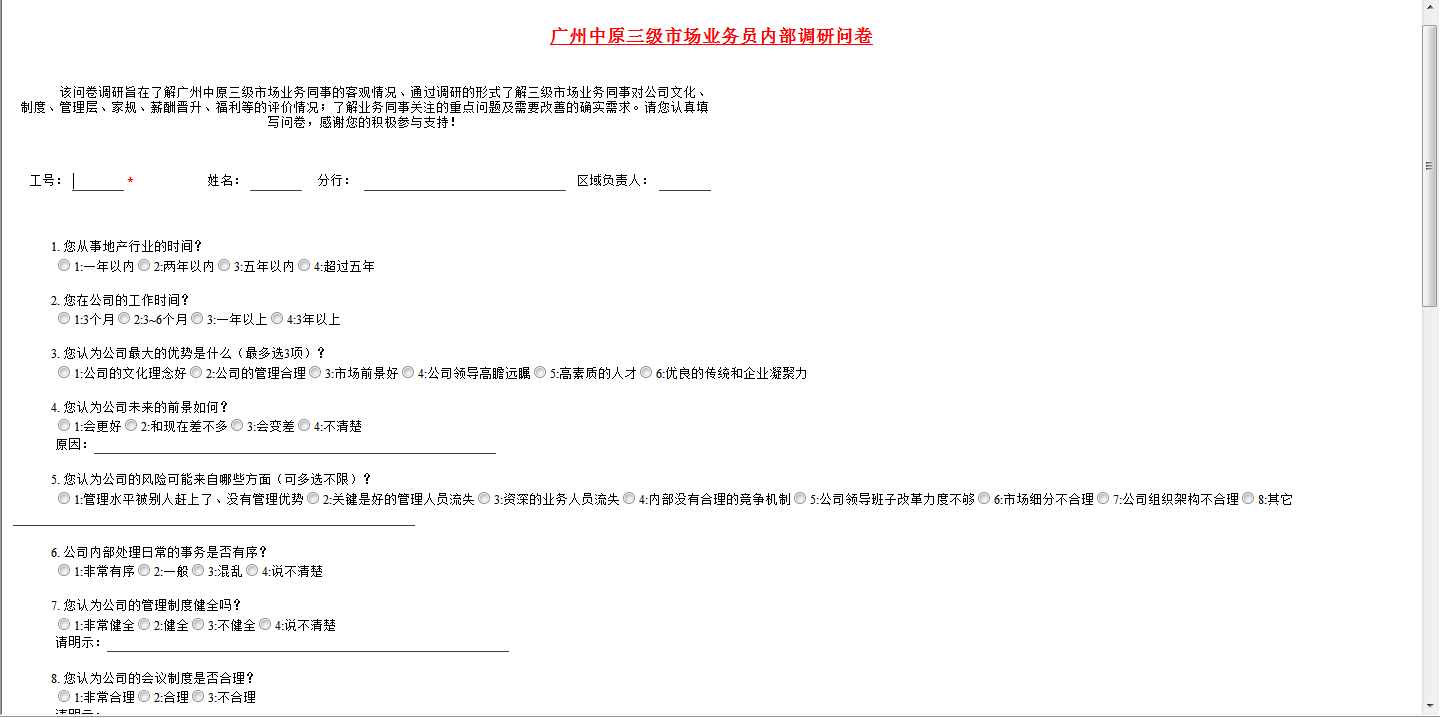 广州中原三级市场业务员内部调研问卷
该问卷调研旨在了解广州中原三级市场业务同事的客观情况、通过调研的形式了解三级市场业务同事对公司文化、
制度、管理层、家规、薪酬晋升、福利等的评价情况；了解业务同事关注的重点问题及需要改善的确实需求。请您认真填
写问卷，感谢您的积极参与支持！
工号： * 姓名： 分行： 区域负责人：
1. 您从事地产行业的时间？
1:一年以内 2:两年以内 3:五年以内 4:超过五年
2. 您在公司的工作时间？
1:3个月 2:3~6个月 3:一年以上 4:3年以上
3. 您认为公司最大的优势是什么（最多选3项）？
1:公司的文化理念好 2:公司的管理合理 3:市场前景好 4:公司领导高瞻远瞩 5:高素质的人才 6:优良的传统和企业凝聚力
4. 您认为公司未来的前景如何？
1:会更好 2:和现在差不多 3:会变差 4:不清楚
原因：
5. 您认为公司的风险可能来自哪些方面（可多选不限）？
1:管理水平被别人赶上了、没有管理优势 2:关键是好的管理人员流失 3:资深的业务人员流失 4:内部没有合理的竞争机制 5:公司领导班子改革力度不够 6:市场细分不合理 7:公司组织架构不合理 8:其它
6. 公司内部处理日常的事务是否有序？
1:非常有序 2:一般 3:混乱 4:说不清楚
7. 您认为公司的管理制度健全吗？
1:非常健全 2:健全 3:不健全 4:说不清楚
请明示：
8. 您认为公司的会议制度是否合理？
1:非常合理 2:合理 3:不合理
请明示：